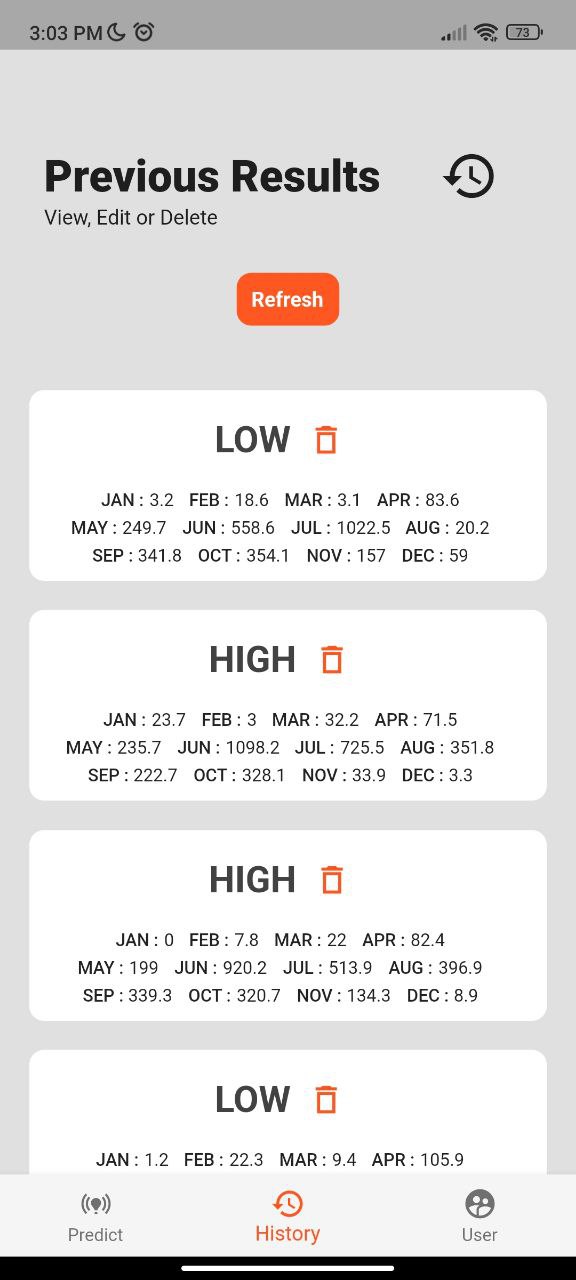 3:03 PM
73
Previous Results
View, Edit or Delete
Refresh
LOW
JAN : 3.2 FEB : 18.6 MAR : 3.1 APR : 83.6
MAY : 249.7 JUN : 558.6 JUL : 1022.5 AUG : 20.2
SEP : 341.8 OCT : 354.1 NOV : 157 DEC : 59
HIGH
JAN : 23.7 FEB : 3 MAR : 32.2 APR : 71.5
MAY : 235.7 JUN : 1098.2 JUL : 725.5 AUG : 351.8
SEP : 222.7 OCT : 328.1 NOV : 33.9 DEC : 3.3
HIGH
JAN : 0 FEB : 7.8 MAR : 22 APR : 82.4
MAY : 199 JUN : 920.2 JUL : 513.9 AUG : 396.9
SEP : 339.3 OCT : 320.7 NOV : 134.3 DEC : 8.9
LOW
JAN : 1.2 FEB : 22.3 MAR : 9.4 APR : 105.9
Predict History User